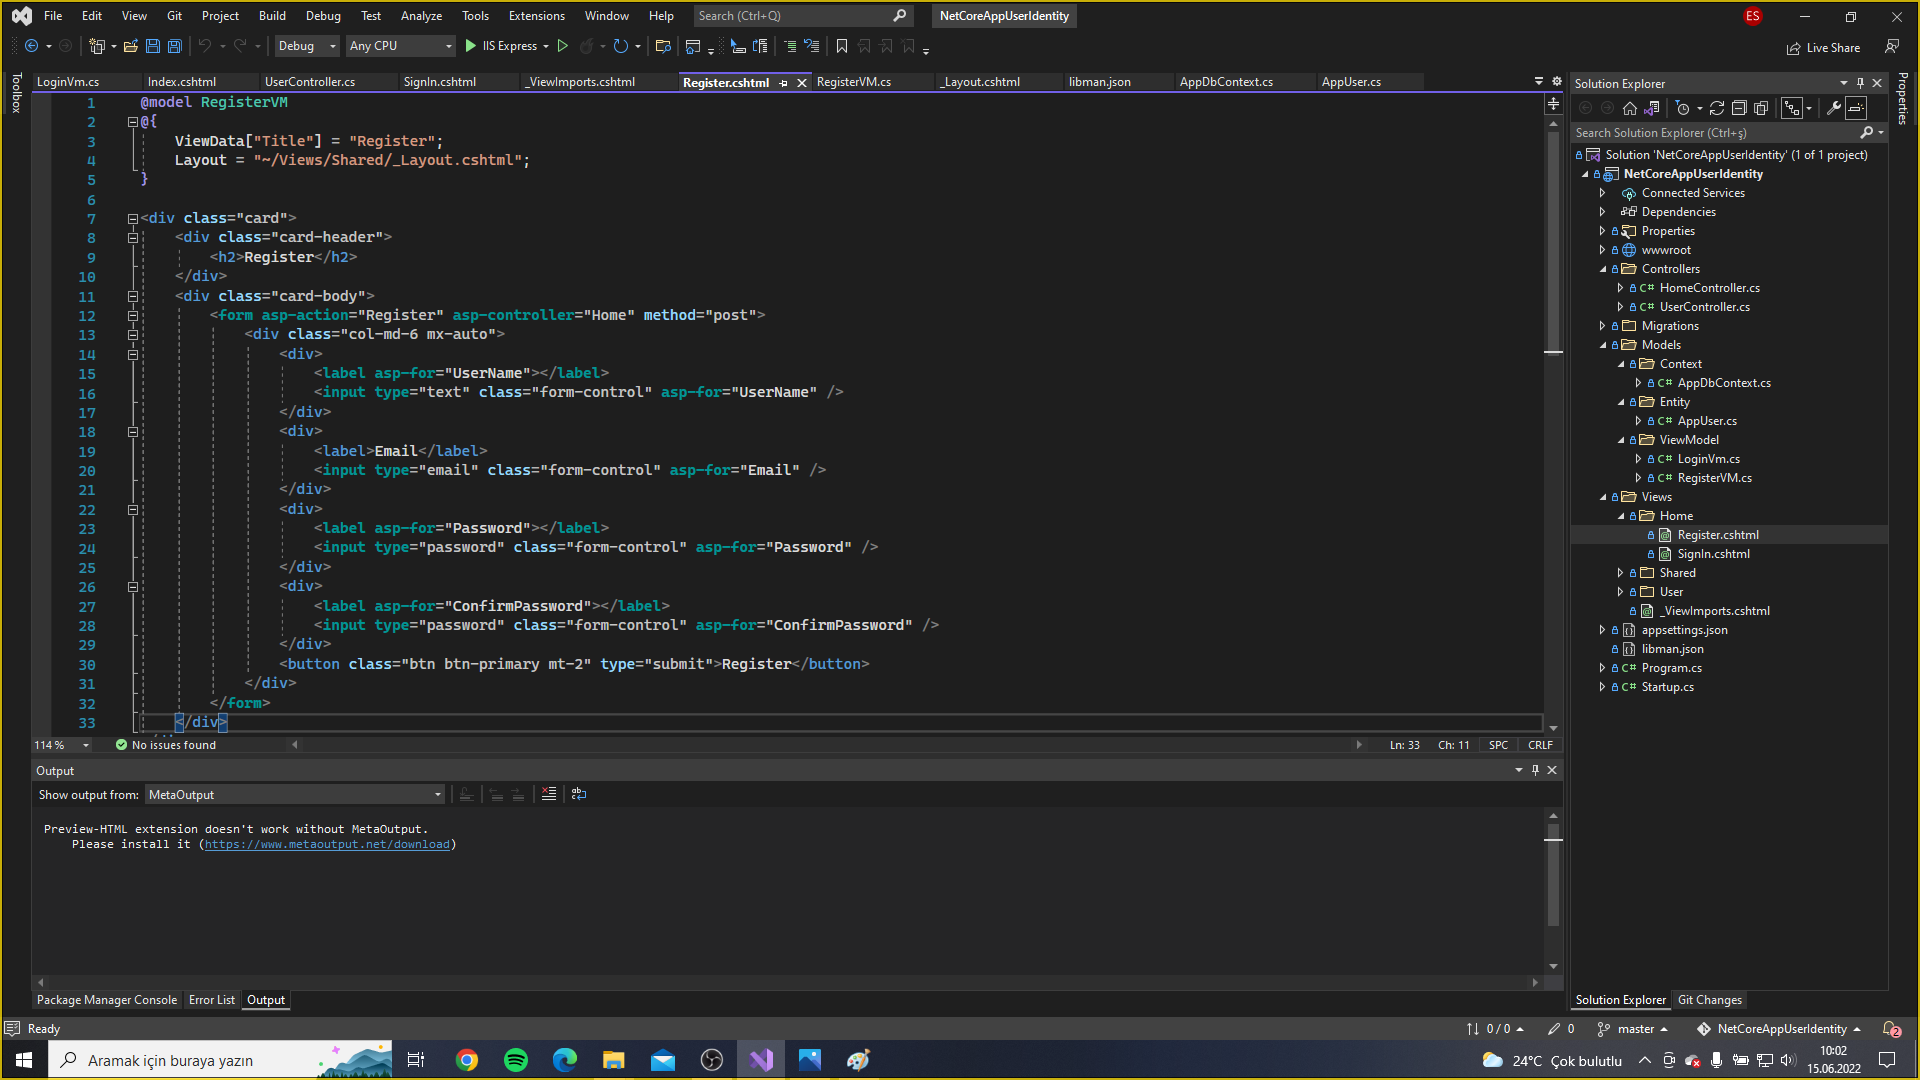 File Edit View Git Project Build Debug Test Analyze Tools Extensions Window Help Search (Ctrl+Q) NetCoreAppUserIdentity ES
Debug Any CPU IIS Express Live Share
Toolbox
LoginVm.cs Index.cshtml UserController.cs SignIn.cshtml _ViewImports.cshtml Register.cshtml RegisterVM.cs _Layout.cshtml libman.json AppDbContext.cs AppUser.cs
1 @model RegisterVM
2 @{
3 ViewData["Title"] = "Register";
4 Layout = "~/Views/Shared/_Layout.cshtml";
5 }
6
7 <div class="card">
8 <div class="card-header">
9 <h2>Register</h2>
10 </div>
11 <div class="card-body">
12 <form asp-action="Register" asp-controller="Home" method="post">
13 <div class="col-md-6 mx-auto">
14 <div>
15 <label asp-for="UserName"></label>
16 <input type="text" class="form-control" asp-for="UserName" />
17 </div>
18 <div>
19 <label>Email</label>
20 <input type="email" class="form-control" asp-for="Email" />
21 </div>
22 <div>
23 <label asp-for="Password"></label>
24 <input type="password" class="form-control" asp-for="Password" />
25 </div>
26 <div>
27 <label asp-for="ConfirmPassword"></label>
28 <input type="password" class="form-control" asp-for="ConfirmPassword" />
29 </div>
30 <button class="btn btn-primary mt-2" type="submit">Register</button>
31 </div>
32 </form>
33 </div>
114 % No issues found Ln: 33 Ch: 11 SPC CRLF
Output
Show output from: MetaOutput
Preview-HTML extension doesn't work without MetaOutput.
Please install it (https://www.metaoutput.net/download)
Package Manager Console Error List Output
Solution Explorer
Search Solution Explorer (Ctrl+ş)
Solution 'NetCoreAppUserIdentity' (1 of 1 project)
NetCoreAppUserIdentity
Connected Services
Dependencies
Properties
wwwroot
Controllers
C# HomeController.cs
C# UserController.cs
Migrations
Models
Context
C# AppDbContext.cs
Entity
C# AppUser.cs
ViewModel
C# LoginVm.cs
C# RegisterVM.cs
Views
Home
Register.cshtml
SignIn.cshtml
Shared
User
_ViewImports.cshtml
appsettings.json
libman.json
C# Program.cs
C# Startup.cs
Solution Explorer Git Changes
Properties
Ready 0 / 0 0 master NetCoreAppUserIdentity 2
Aramak için buraya yazın 24°C Çok bulutlu 10:02
15.06.2022